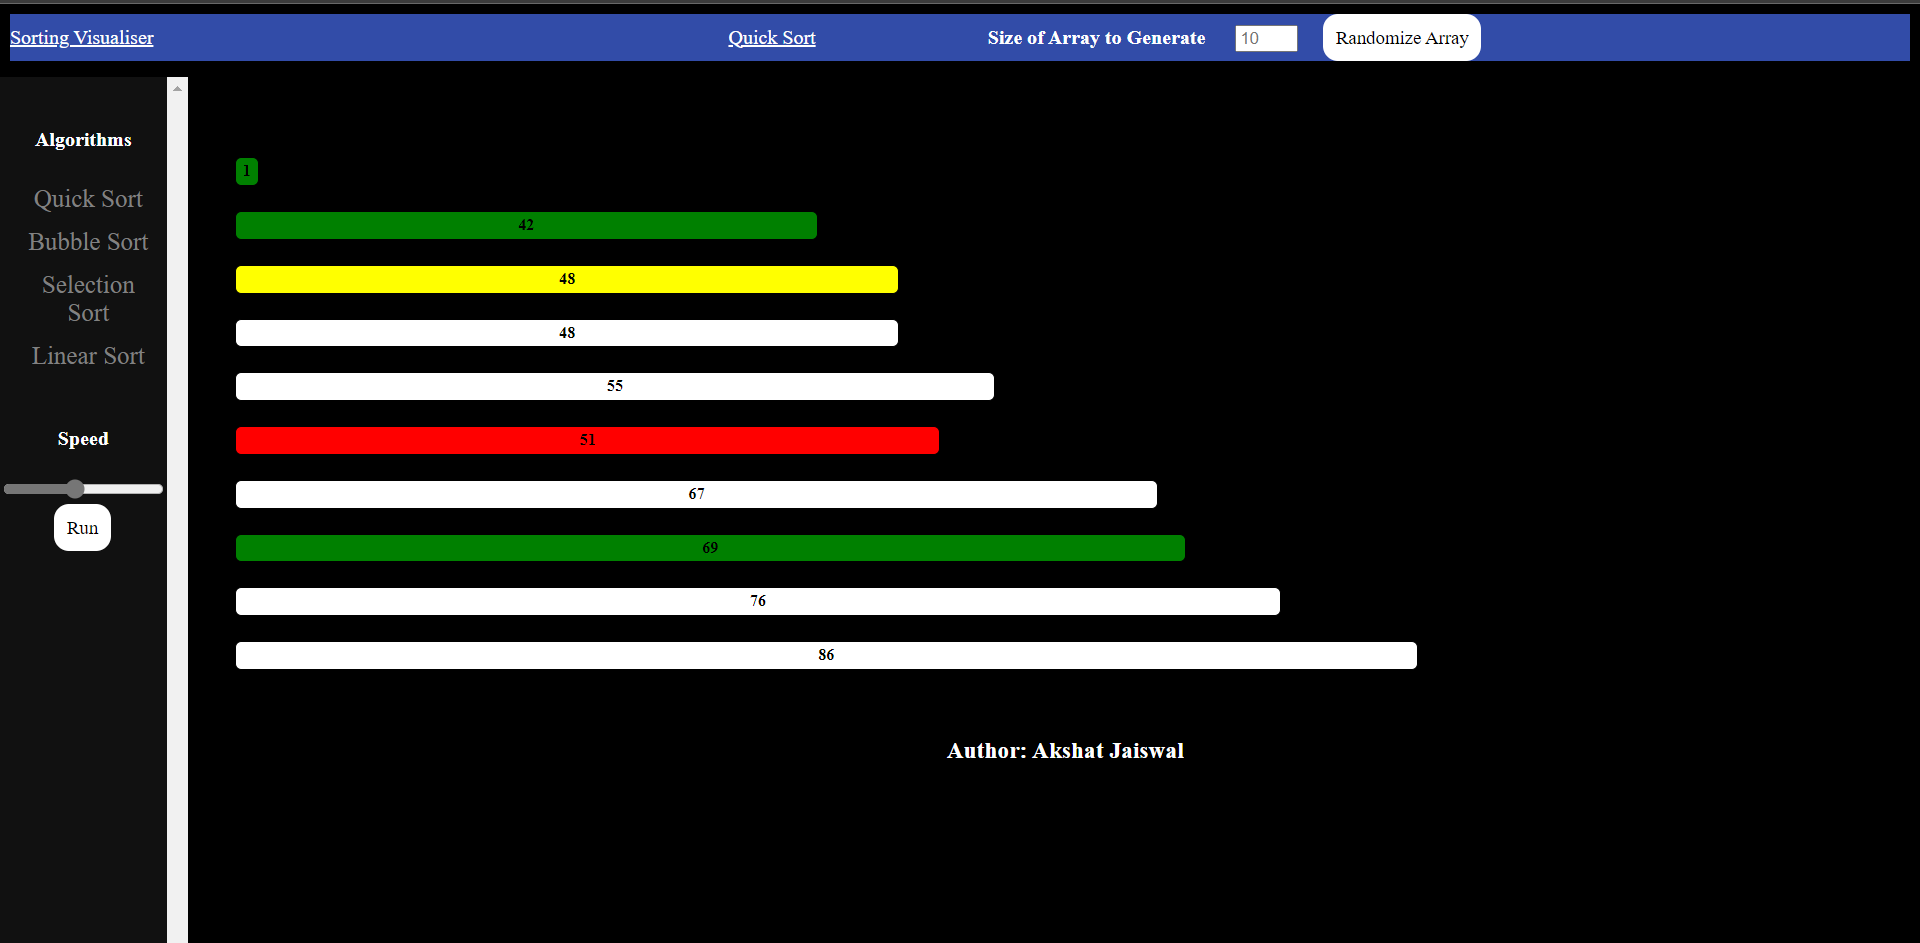 Sorting Visualiser
Quick Sort
Size of Array to Generate
10
Randomize Array
Algorithms
Quick Sort
Bubble Sort
Selection
Sort
Linear Sort
Speed
Run
1
42
48
48
55
51
67
69
76
86
Author: Akshat Jaiswal